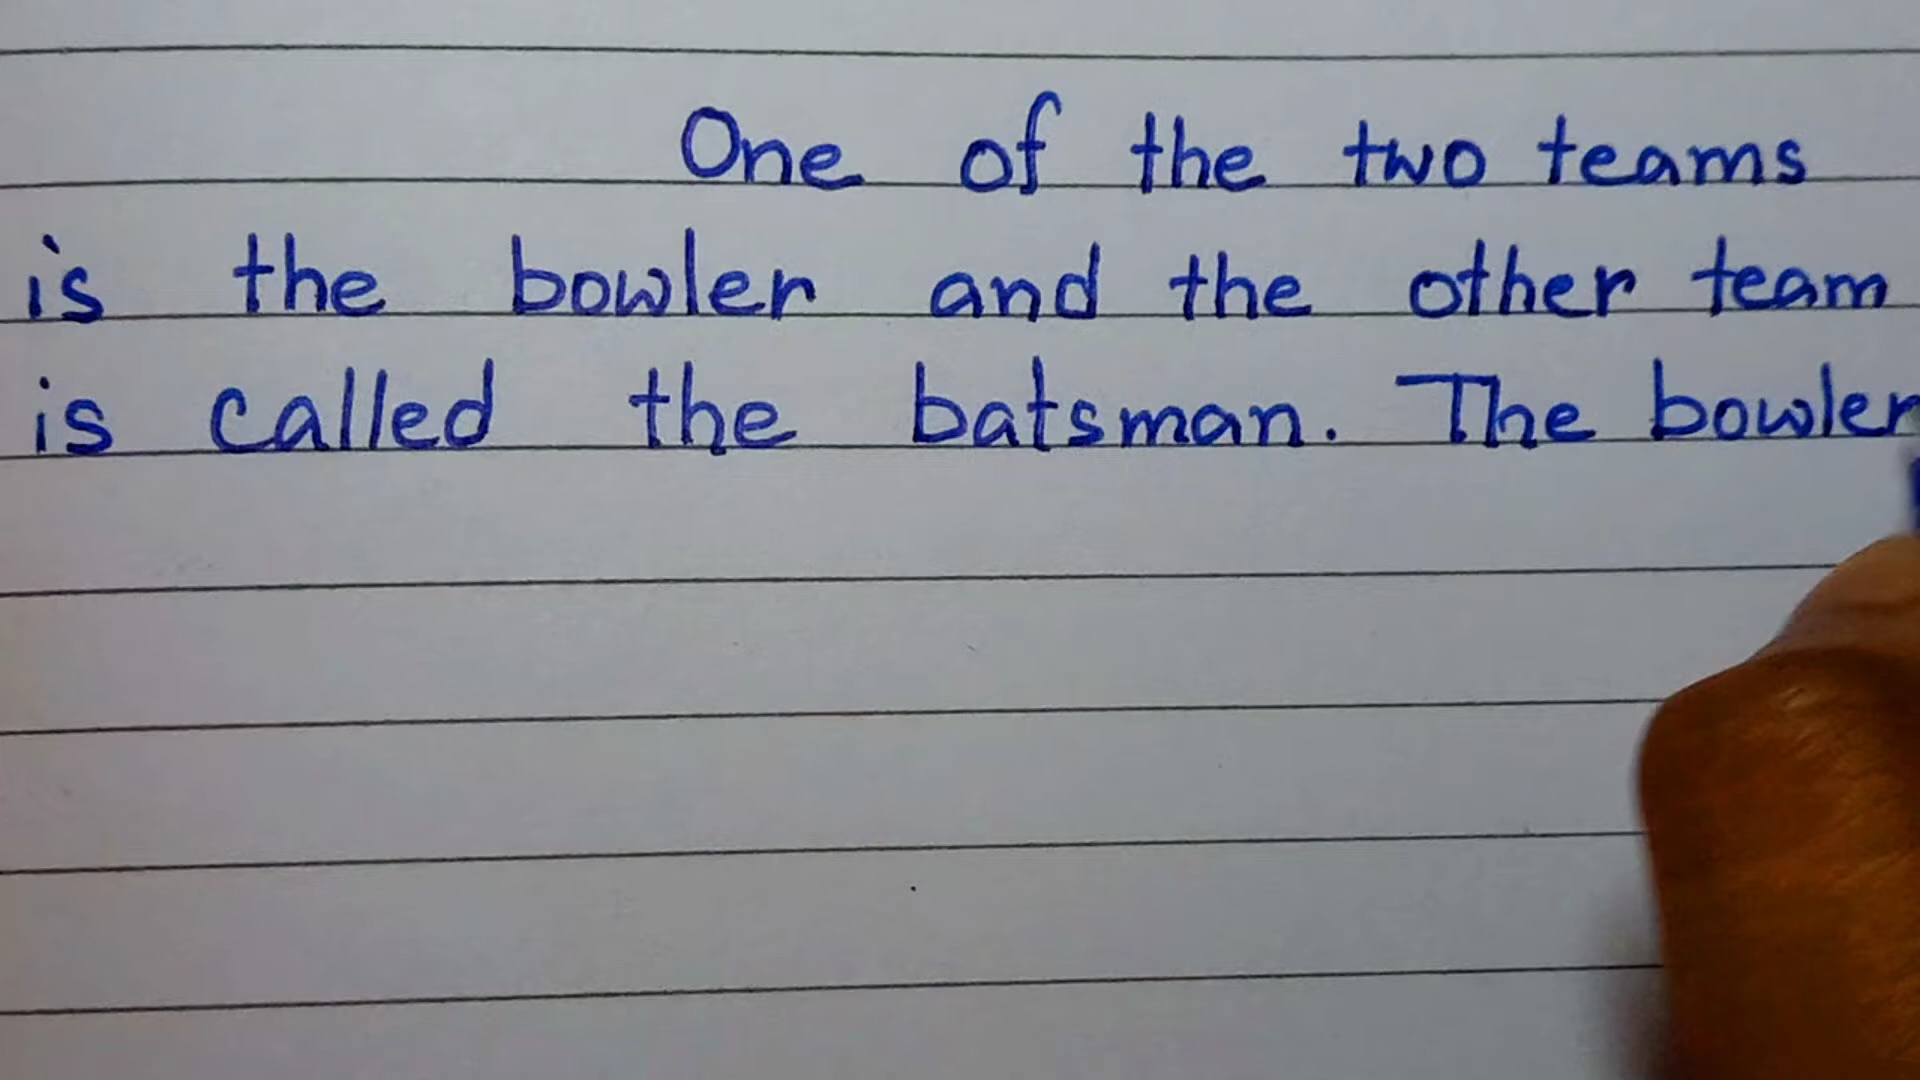 One of the two teams
is the bowler and the other team
is called the batsman. The bowler